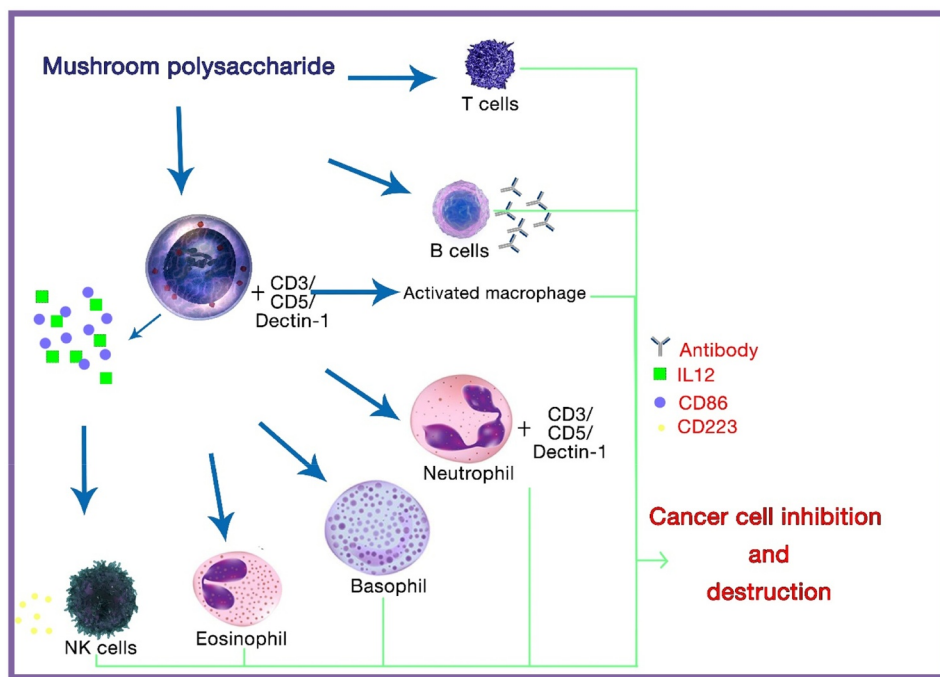 Mushroom polysaccharide
T cells
B cells
+ CD3/
CD5/
Dectin-1
Activated macrophage
Antibody
IL12
CD86
CD223
Neutrophil
+ CD3/
CD5/
Dectin-1
Basophil
Eosinophil
NK cells
Cancer cell inhibition
and
destruction